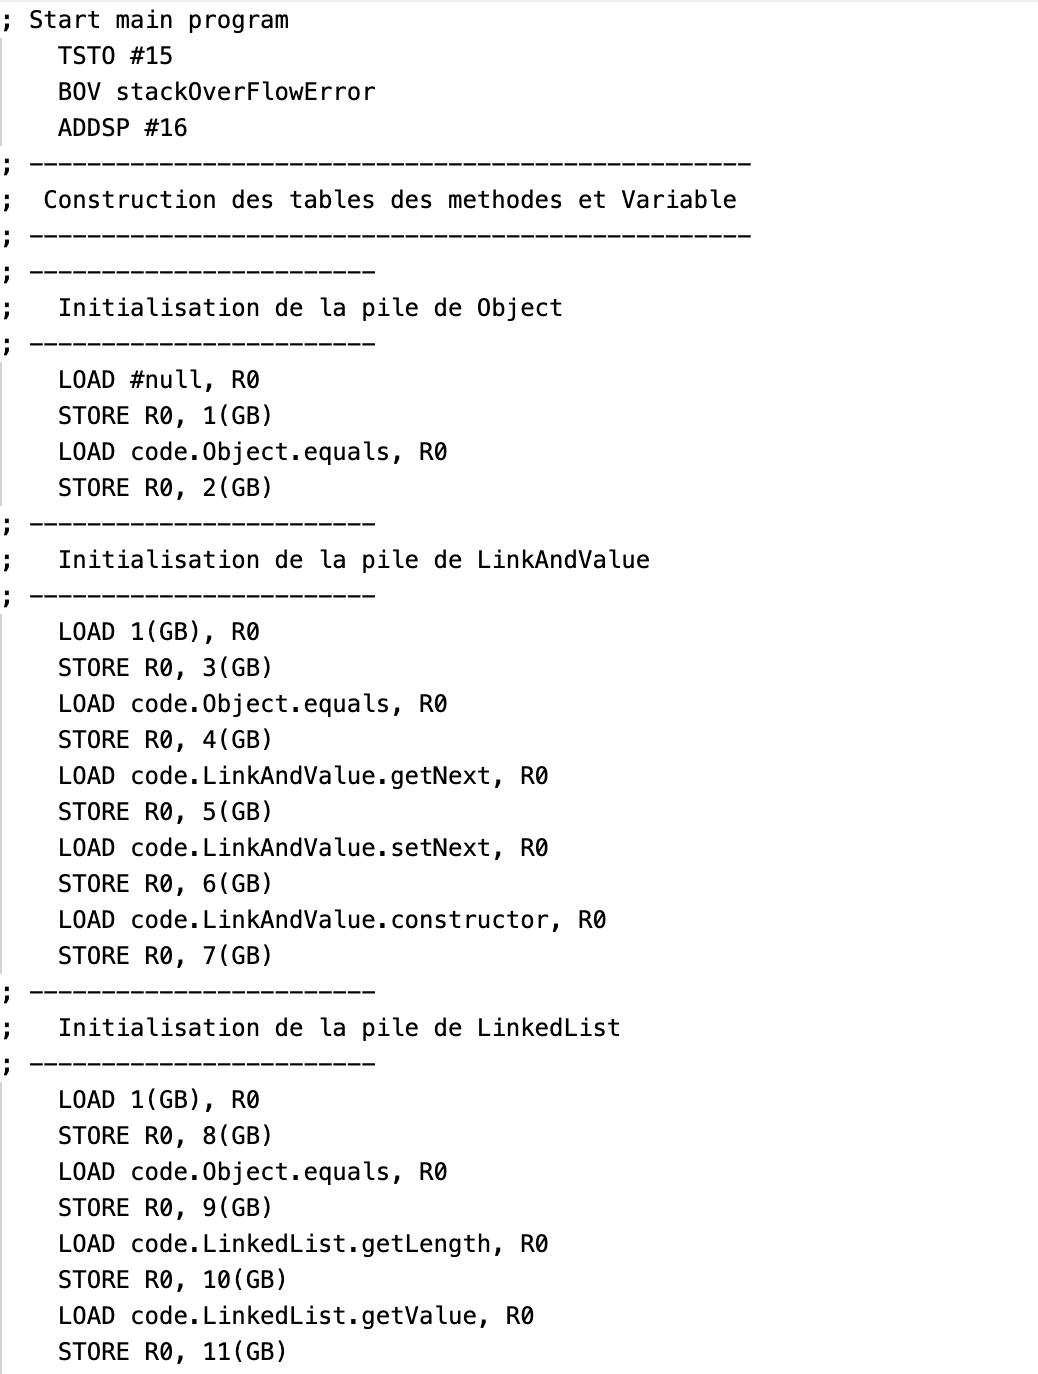 ; Start main program
TSTO #15
BOV stackOverFlowError
ADDSP #16
; --------------------------------------------------
; Construction des tables des methodes et Variable
; --------------------------------------------------
; ------------------------
; Initialisation de la pile de Object
; ------------------------
LOAD #null, R0
STORE R0, 1(GB)
LOAD code.Object.equals, R0
STORE R0, 2(GB)
; ------------------------
; Initialisation de la pile de LinkAndValue
; ------------------------
LOAD 1(GB), R0
STORE R0, 3(GB)
LOAD code.Object.equals, R0
STORE R0, 4(GB)
LOAD code.LinkAndValue.getNext, R0
STORE R0, 5(GB)
LOAD code.LinkAndValue.setNext, R0
STORE R0, 6(GB)
LOAD code.LinkAndValue.constructor, R0
STORE R0, 7(GB)
; ------------------------
; Initialisation de la pile de LinkedList
; ------------------------
LOAD 1(GB), R0
STORE R0, 8(GB)
LOAD code.Object.equals, R0
STORE R0, 9(GB)
LOAD code.LinkedList.getLength, R0
STORE R0, 10(GB)
LOAD code.LinkedList.getValue, R0
STORE R0, 11(GB)